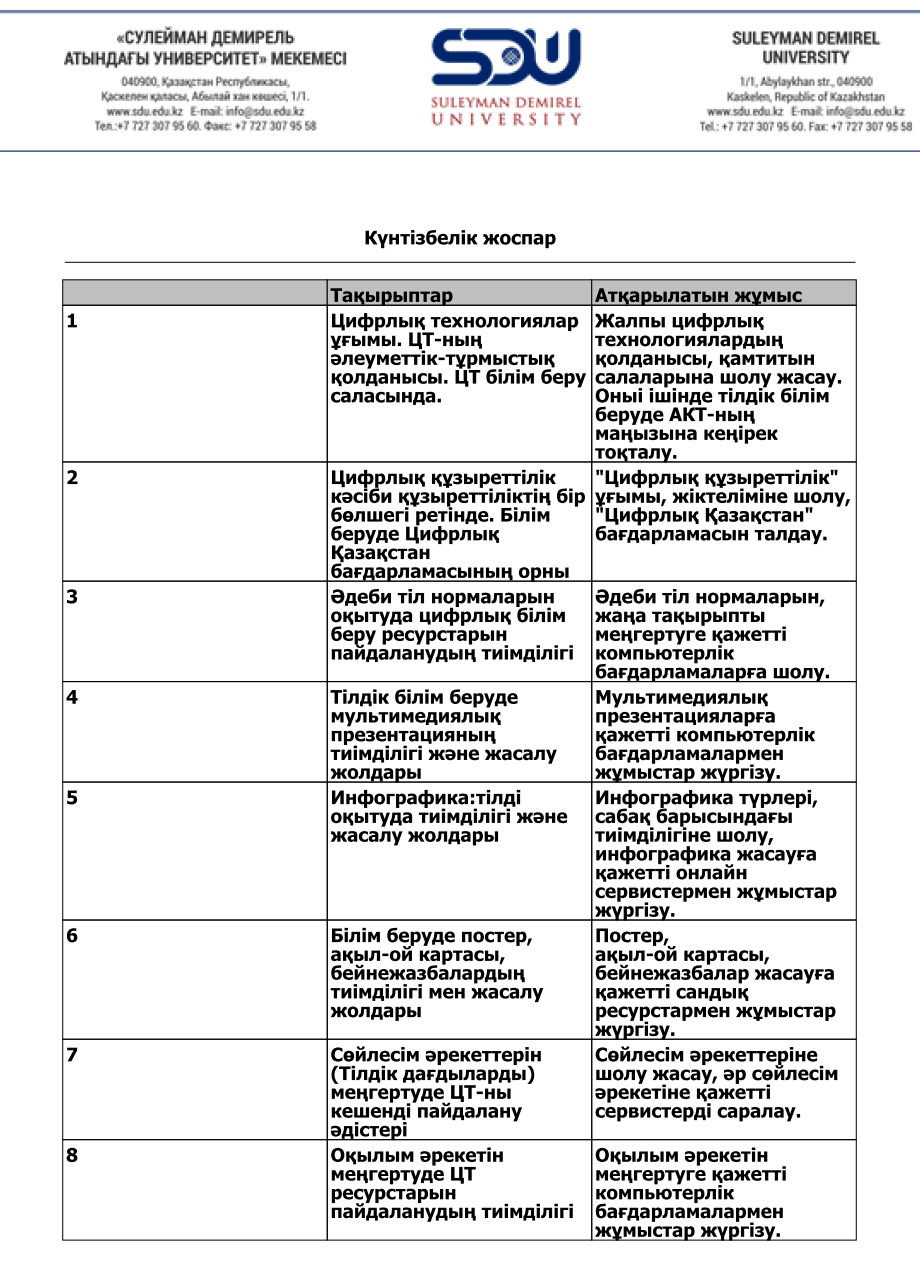 «СУЛЕЙМАН ДЕМИРЕЛЬ
АТЫНДАҒЫ УНИВЕРСИТЕТ» МЕКЕМЕСІ
040900, Қазақстан Республикасы,
Қаскелен қаласы, Абылай хан көшесі, 1/1.
www.sdu.edu.kz E-mail: info@sdu.edu.kz
Тел.:+7 727 307 95 60. Факс: +7 727 307 95 58
SDU
SULEYMAN DEMIREL
UNIVERSITY
SULEYMAN DEMIREL
UNIVERSITY
1/1, Abylaykhan str., 040900
Kaskelen, Republic of Kazakhstan
www.sdu.edu.kz E-mail: info@sdu.edu.kz
Tel.: +7 727 307 95 60. Fax: +7 727 307 95 58
Күнтізбелік жоспар
Тақырыптар
Атқарылатын жұмыс
1
Цифрлық технологиялар
ұғымы. ЦТ-ның
әлеуметтік-тұрмыстық
қолданысы. ЦТ білім беру
саласында.
Жалпы цифрлық
технологиялардың
қолданысы, қамтитын
салаларына шолу жасау.
Оныі ішінде тілдік білім
беруде АКТ-ның
маңызына кеңірек
тоқталу.
2
Цифрлық құзыреттілік
кәсіби құзыреттіліктің бір
бөлшегі ретінде. Білім
беруде Цифрлық
Қазақстан
бағдарламасының орны
"Цифрлық құзыреттілік"
ұғымы, жіктеліміне шолу,
"Цифрлық Қазақстан"
бағдарламасын талдау.
3
Әдеби тіл нормаларын
оқытуда цифрлық білім
беру ресурстарын
пайдаланудың тиімділігі
Әдеби тіл нормаларын,
жаңа тақырыпты
меңгертуге қажетті
компьютерлік
бағдарламаларға шолу.
4
Тілдік білім беруде
мультимедиялық
презентацияның
тиімділігі және жасалу
жолдары
Мультимедиялық
презентацияларға
қажетті компьютерлік
бағдарламалармен
жұмыстар жүргізу.
5
Инфографика:тілді
оқытуда тиімділігі және
жасалу жолдары
Инфографика түрлері,
сабақ барысындағы
тиімділігіне шолу,
инфографика жасауға
қажетті онлайн
сервистермен жұмыстар
жүргізу.
6
Білім беруде постер,
ақыл-ой картасы,
бейнежазбалардың
тиімділігі мен жасалу
жолдары
Постер,
ақыл-ой картасы,
бейнежазбалар жасауға
қажетті сандық
ресурстармен жұмыстар
жүргізу.
7
Сөйлесім әрекеттерін
(Тілдік дағдыларды)
меңгертуде ЦТ-ны
кешенді пайдалану
әдістері
Сөйлесім әрекеттеріне
шолу жасау, әр сөйлесім
әрекетіне қажетті
сервистерді саралау.
8
Оқылым әрекетін
меңгертуде ЦТ
ресурстарын
пайдаланудың тиімділігі
Оқылым әрекетін
меңгертуге қажетті
компьютерлік
бағдарламалармен
жұмыстар жүргізу.